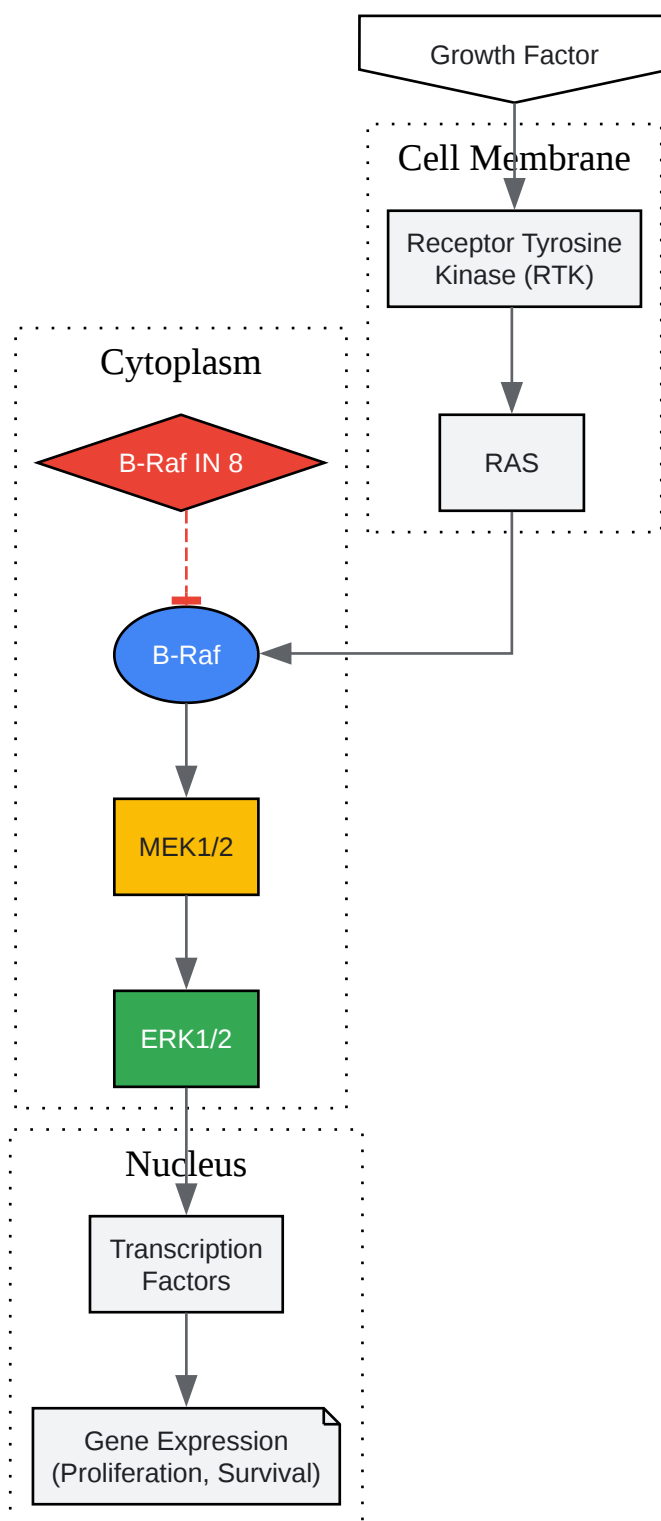 Growth Factor
Cell Membrane
Receptor Tyrosine
Kinase (RTK)
RAS
Cytoplasm
B-Raf IN 8
B-Raf
MEK1/2
ERK1/2
Nucleus
Transcription
Factors
Gene Expression
(Proliferation, Survival)